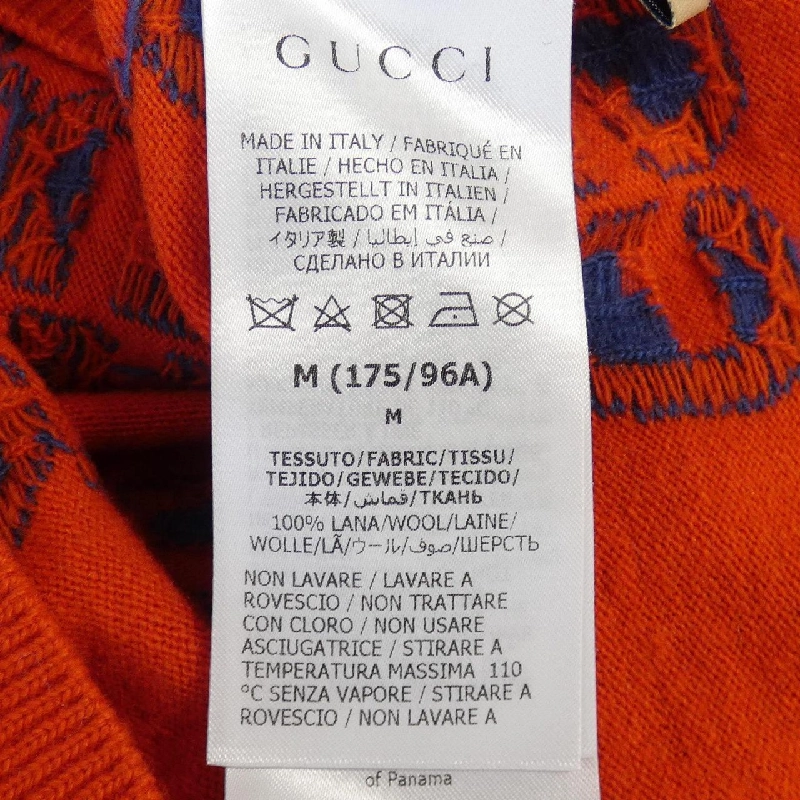 GUCCI
MADE IN ITALY / FABRIQUÉ EN
ITALIE / HECHO EN ITALIA /
HERGESTELLT IN ITALIEN /
FABRICADO EM ITÁLIA /
イタリア製 / صنع في إيطاليا /
СДЕЛАНО В ИТАЛИИ
M (175/96A)
M
TESSUTO/FABRIC/TISSU/
TEJIDO/GEWEBE/TECIDO/
本体/قماش/ТКАНЬ
100% LANA/WOOL/LAINE/
WOLLE/LÃ/ウール/صوف/ШЕРСТЬ
NON LAVARE / LAVARE A
ROVESCIO / NON TRATTARE
CON CLORO / NON USARE
ASCIUGATRICE / STIRARE A
TEMPERATURA MASSIMA 110
°C SENZA VAPORE / STIRARE A
ROVESCIO / NON LAVARE A
of Panama